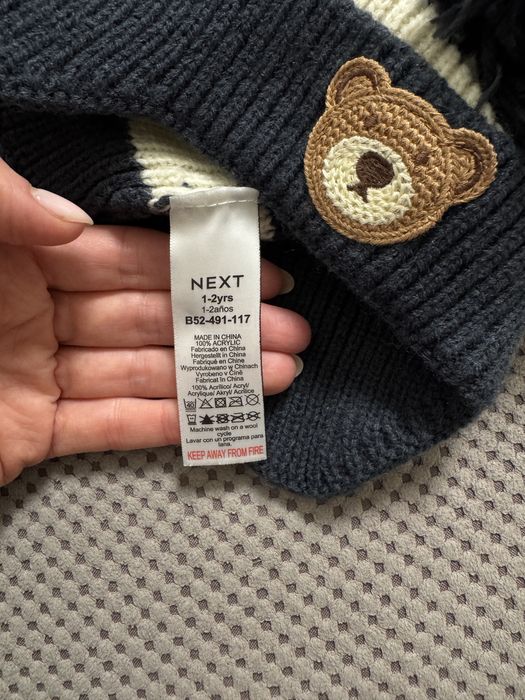 NEXT
1-2yrs
1-2años
B52-491-117
MADE IN CHINA
100% ACRYLIC
Fabricado en China
Hergestellt in China
Fabriqué en Chine
Wyprodukowano w Chinach
Vyrobeno v Číně
Fabricat în China
100% Acrílico/ Acryl/
Acrylique/ Akryl/ Acrilice
40
Machine wash on a wool
cycle
Lavar con un programa para
lana.
KEEP AWAY FROM FIRE